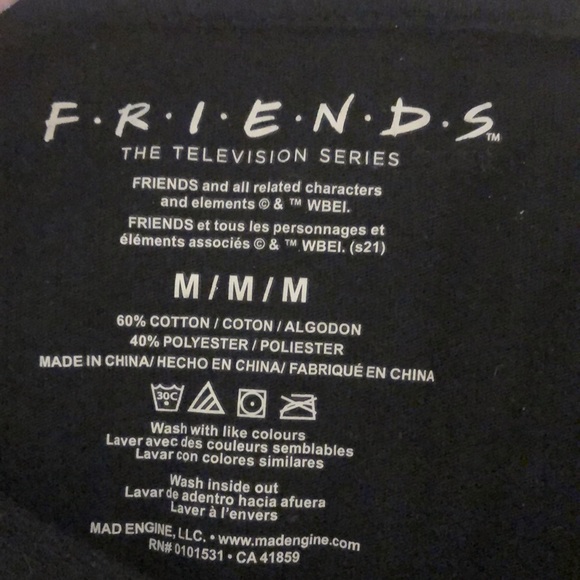 F·R·I·E·N·D·S™
THE TELEVISION SERIES
FRIENDS and all related characters
and elements © & ™ WBEI.
FRIENDS et tous les personnages et
éléments associés © & ™ WBEI. (s21)
M / M / M
60% COTTON / COTON / ALGODON
40% POLYESTER / POLIESTER
MADE IN CHINA/ HECHO EN CHINA/ FABRIQUÉ EN CHINA
30C
Wash with like colours
Laver avec des couleurs semblables
Lavar con colores similares
Wash inside out
Lavar de adentro hacia afuera
Laver à l'envers
MAD ENGINE, LLC. • www.madengine.com
RN# 0101531 • CA 41859